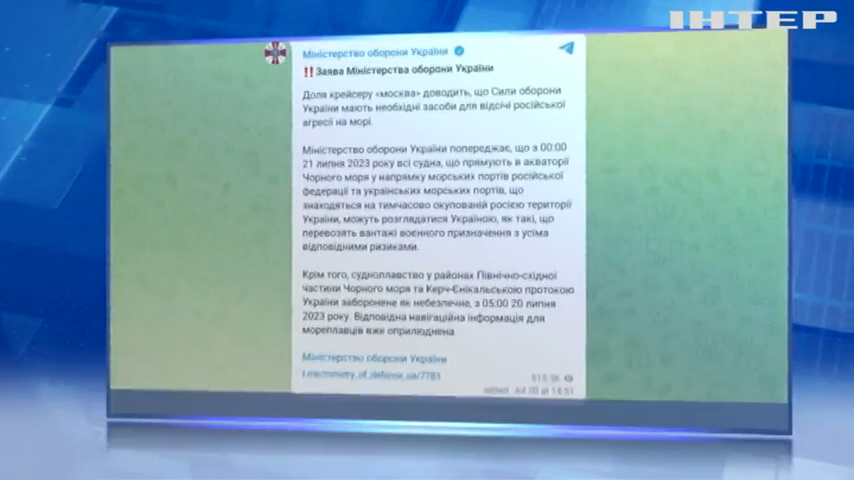 ІНТЕР
Міністерство оборони України
‼️Заява Міністерства оборони України
Доля крейсеру «москва» доводить, що Сили оборони
України мають необхідні засоби для відсічі російської
агресії на морі.
Міністерство оборони України попереджає, що з 00:00
21 липня 2023 року всі судна, що прямують в акваторії
Чорного моря у напрямку морських портів російської
федерації та українських морських портів, що
знаходяться на тимчасово окупованій росією території
України, можуть розглядатися Україною, як такі, що
перевозять вантажі воєнного призначення з усіма
відповідними ризиками.
Крім того, судноплавство у районах Північно-східної
частини Чорного моря та Керч-Єнікальською протокою
України заборонене як небезпечне, з 05:00 20 липня
2023 року. Відповідна навігаційна інформація для
мореплавців вже оприлюднена.
Міністерство оборони України
t.me/ministry_of_defense_ua/7783
edited Jul 20 at 14:51